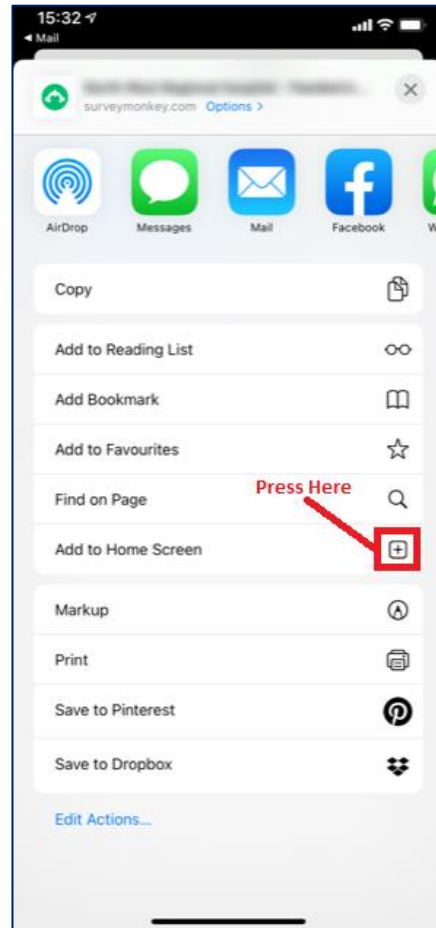 15:32
Mail
surveymonkey.com Options >
AirDrop Messages Mail Facebook W
Copy
Add to Reading List
Add Bookmark
Add to Favourites
Press Here
Find on Page
Add to Home Screen
Markup
Print
Save to Pinterest
Save to Dropbox
Edit Actions...